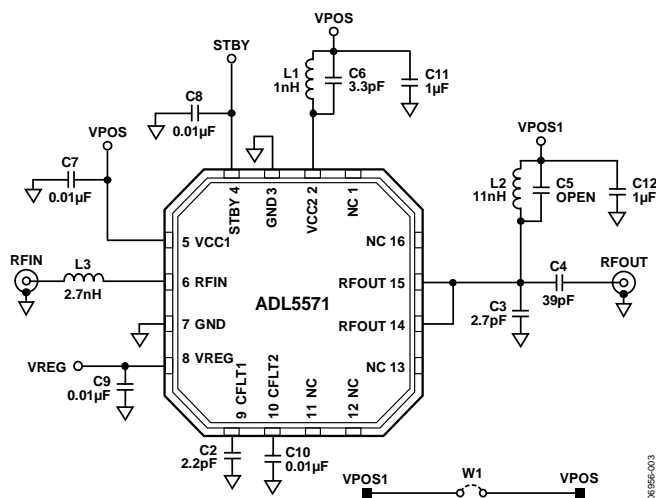 VPOS
STBY
L1
1nH
C6
3.3pF
C11
1µF
C8
0.01µF
VPOS
C7
0.01µF
VPOS1
L2
11nH
C5
OPEN
C12
1µF
STBY 4
GND 3
VCC2 2
NC 1
5 VCC1
NC 16
RFIN
L3
2.7nH
6 RFIN
ADL5571
RFOUT 15
C4
39pF
RFOUT
7 GND
RFOUT 14
C3
2.7pF
VREG
8 VREG
NC 13
C9
0.01µF
9 CFLT1
10 CFLT2
11 NC
12 NC
C2
2.2pF
C10
0.01µF
VPOS1
W1
VPOS
06956-003